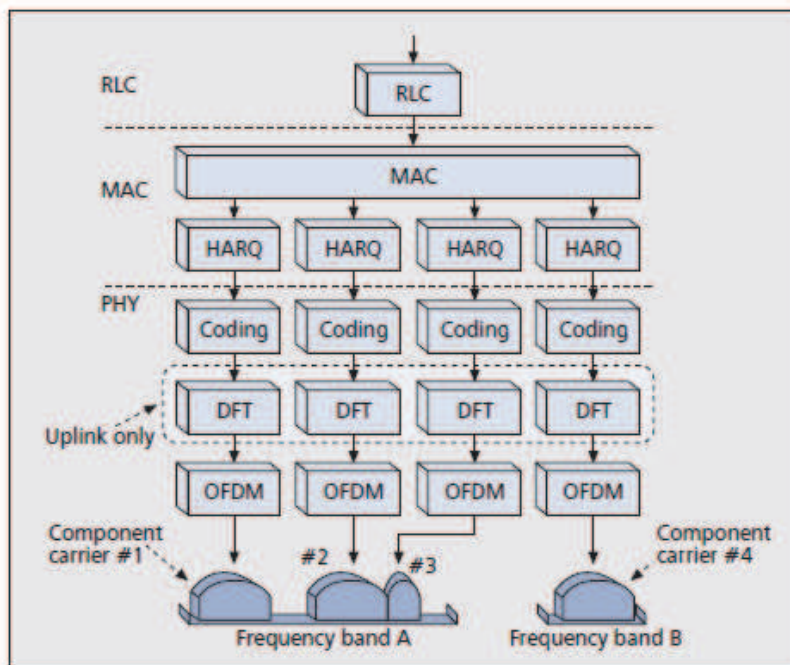 RLC
RLC
MAC
MAC
HARQ HARQ HARQ HARQ
PHY
Coding Coding Coding Coding
DFT DFT DFT DFT
Uplink only
OFDM OFDM OFDM OFDM
Component
carrier #1
#2
#3
Component
carrier #4
Frequency band A
Frequency band B